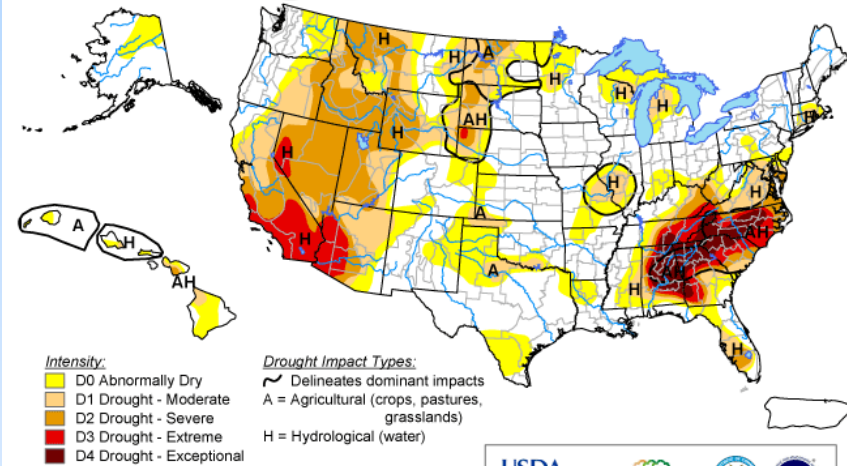 H
H
A
H
H
H
AH
H
H
H
H
H
H
AH
A
A
AH
H
A
H
AH
H
Intensity:
D0 Abnormally Dry
D1 Drought - Moderate
D2 Drought - Severe
D3 Drought - Extreme
D4 Drought - Exceptional
Drought Impact Types:
Delineates dominant impacts
A = Agricultural (crops, pastures,
grasslands)
H = Hydrological (water)
USDA